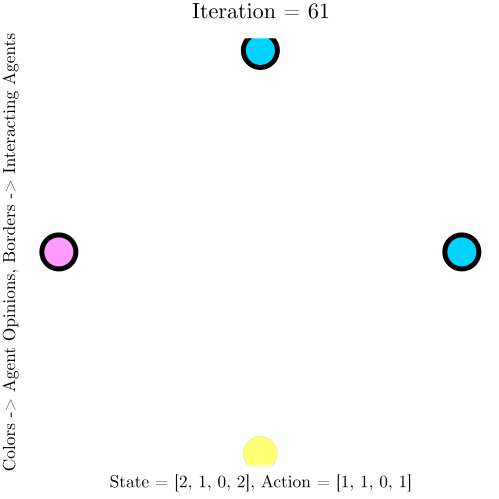 Iteration = 61
Colors -> Agent Opinions, Borders -> Interacting Agents
State = [2, 1, 0, 2], Action = [1, 1, 0, 1]